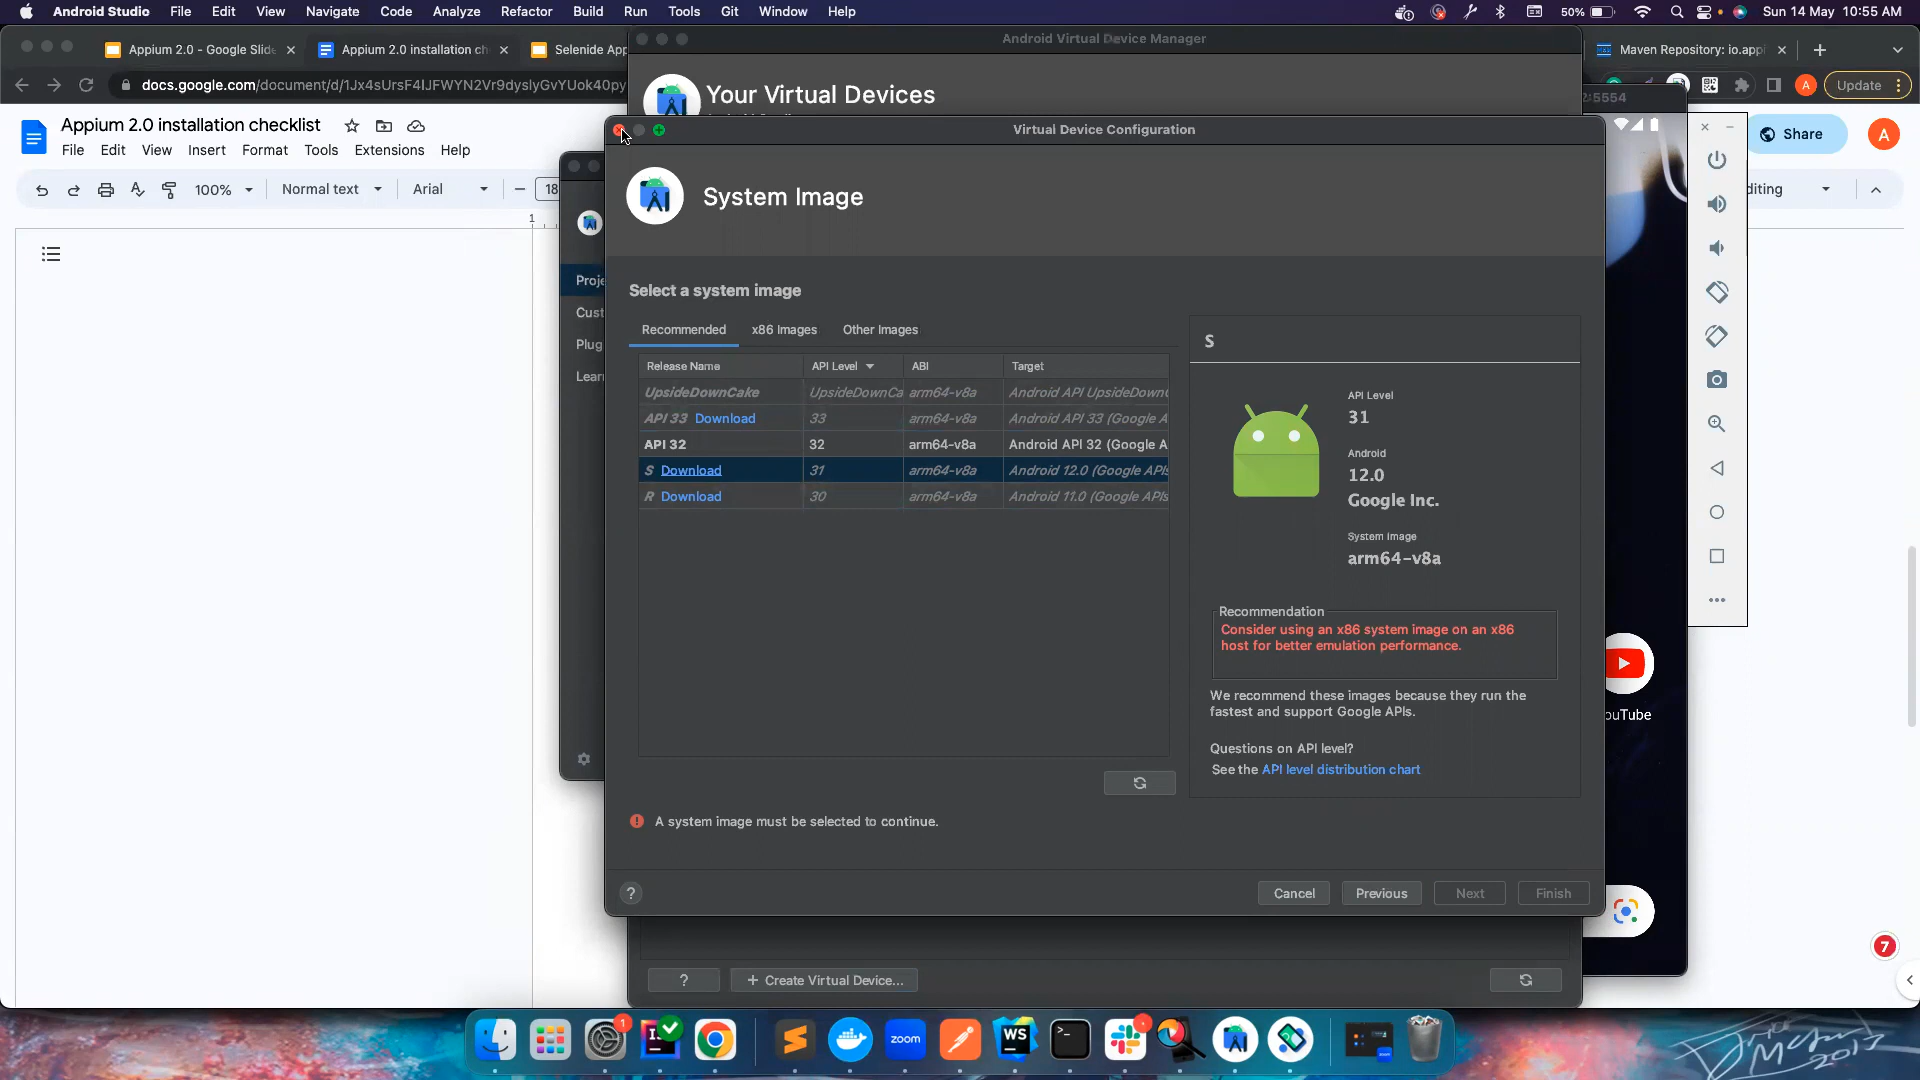 Android Studio File Edit View Navigate Code Analyze Refactor Build Run Tools Git Window Help 50% Sun 14 May 10:55 AM
Appium 2.0 - Google Slide Appium 2.0 installation ch Selenide App Android Virtual Device Manager Maven Repository: io.appi
docs.google.com/document/d/1Jx4sUrsF4lJFWYN2Vr9dyslyGvYUok40py Update
Your Virtual Devices
:5554
Appium 2.0 installation checklist
Virtual Device Configuration
Share
A
File Edit View Insert Format Tools Extensions Help
100% Normal text Arial 18
diting
System Image
1
Select a system image
Proje
Cust
Plug
Lear
Recommended x86 Images Other Images
Release Name API Level ABI Target
UpsideDownCake UpsideDownCa arm64-v8a Android API UpsideDown
API 33 Download 33 arm64-v8a Android API 33 (Google A
API 32 32 arm64-v8a Android API 32 (Google A
S Download 31 arm64-v8a Android 12.0 (Google APIs
R Download 30 arm64-v8a Android 11.0 (Google APIs
S
API Level
31
Android
12.0
Google Inc.
System Image
arm64-v8a
Recommendation
Consider using an x86 system image on an x86
host for better emulation performance.
We recommend these images because they run the
fastest and support Google APIs.
Questions on API level?
See the API level distribution chart
ouTube
A system image must be selected to continue.
? Cancel Previous Next Finish
7
? + Create Virtual Device...
1
WS
zoom